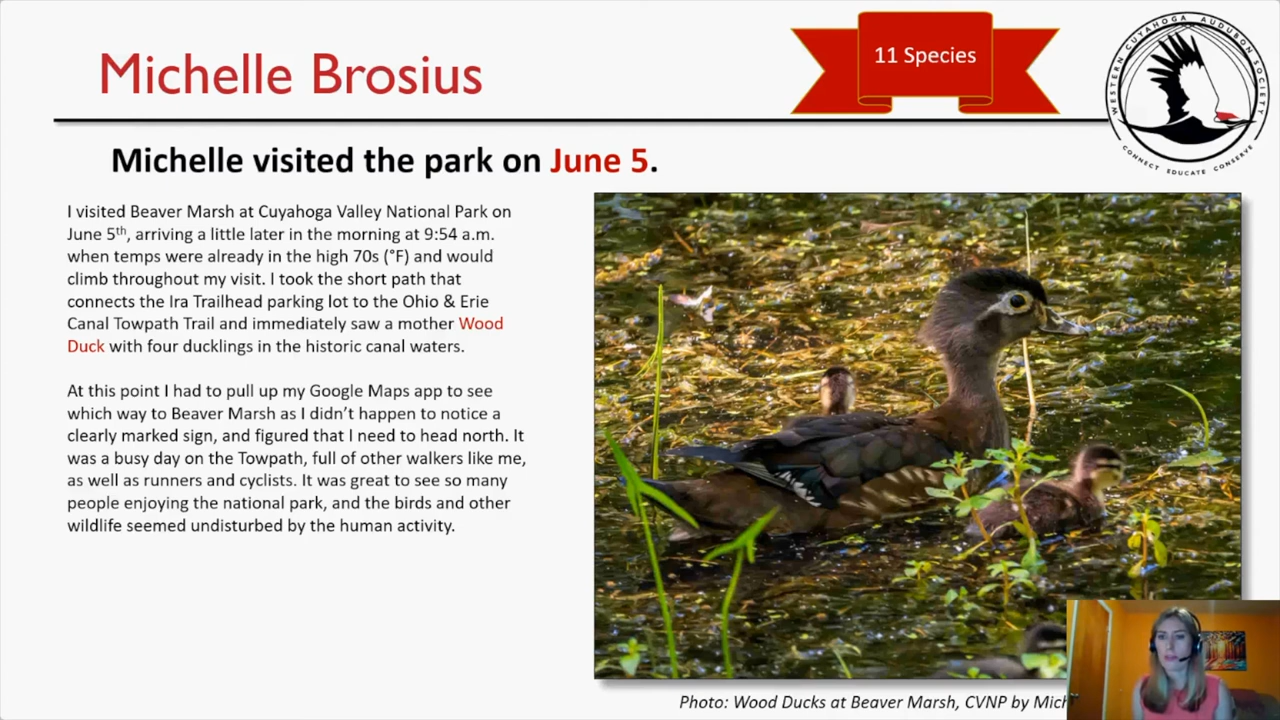 Michelle Brosius
11 Species
WESTERN CUYAHOGA AUDUBON SOCIETY
CONNECT EDUCATE CONSERVE
Michelle visited the park on June 5.
I visited Beaver Marsh at Cuyahoga Valley National Park on
June 5th, arriving a little later in the morning at 9:54 a.m.
when temps were already in the high 70s (°F) and would
climb throughout my visit. I took the short path that
connects the Ira Trailhead parking lot to the Ohio & Erie
Canal Towpath Trail and immediately saw a mother Wood
Duck with four ducklings in the historic canal waters.
At this point I had to pull up my Google Maps app to see
which way to Beaver Marsh as I didn’t happen to notice a
clearly marked sign, and figured that I need to head north. It
was a busy day on the Towpath, full of other walkers like me,
as well as runners and cyclists. It was great to see so many
people enjoying the national park, and the birds and other
wildlife seemed undisturbed by the human activity.
Photo: Wood Ducks at Beaver Marsh, CVNP by